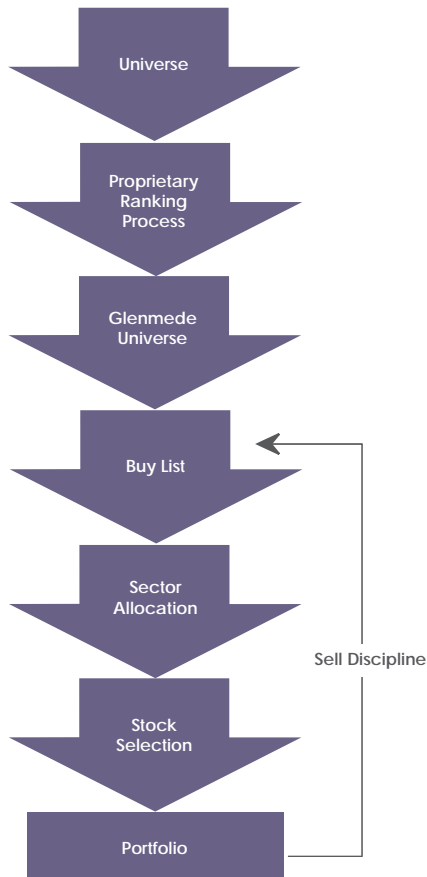 Universe
Proprietary
Ranking
Process
Glenmede
Universe
Buy List
Sector
Allocation
Sell Discipline
Stock
Selection
Portfolio